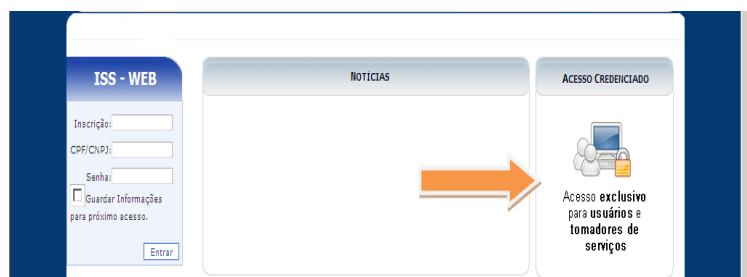 ISS - WEB
Inscrição:
CPF/CNPJ:
Senha:
Guardar Informações
para próximo acesso.
Entrar
NOTÍCIAS
ACESSO CREDENCIADO
Acesso exclusivo
para usuários e
tomadores de
serviços